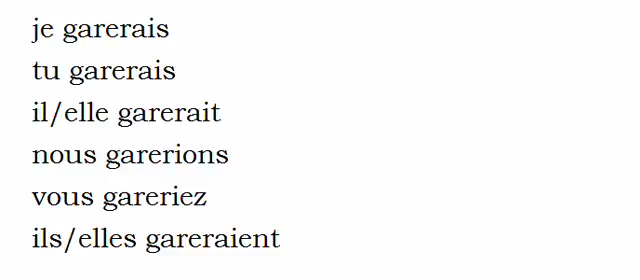 je garerais
tu garerais
il/elle garerait
nous garerions
vous gareriez
ils/elles gareraient